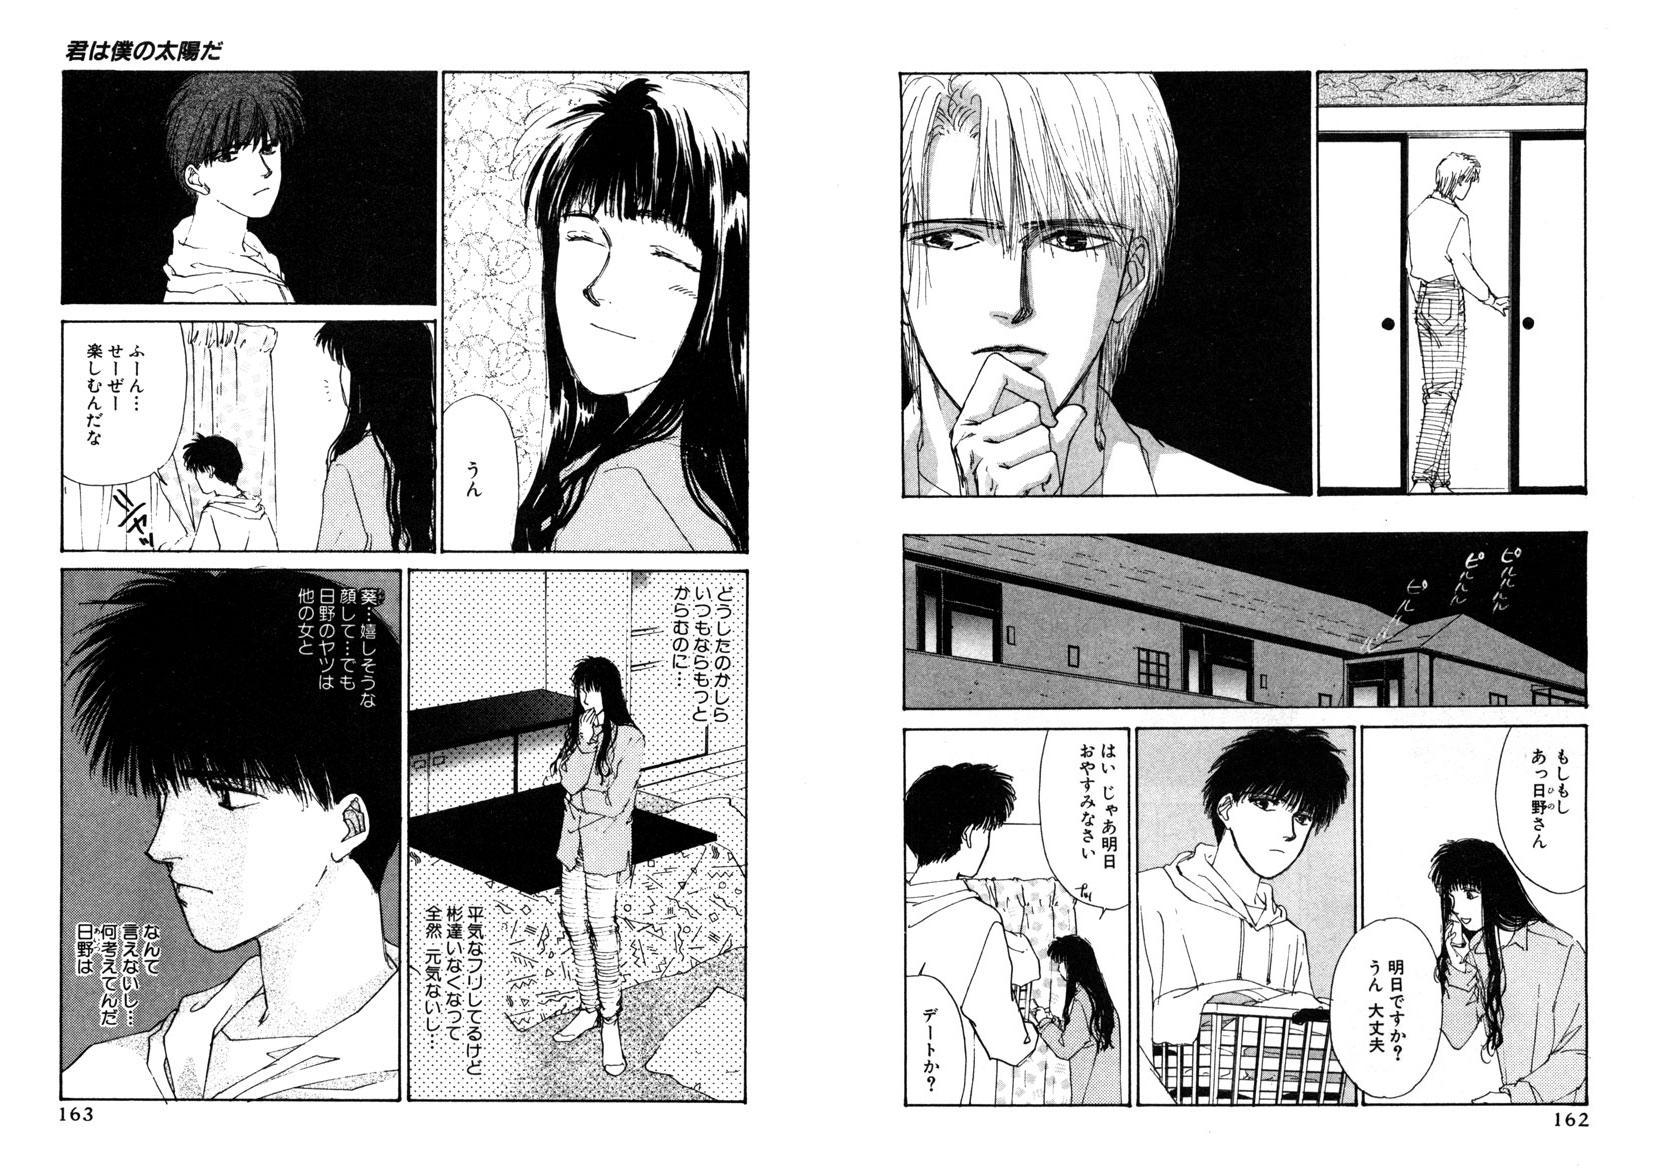 ピルルルル
ピルルル
ピルル
もしもし
あっ日野さん
ひの
明日ですか?
うん 大丈夫
はい じゃあ明日
おやすみなさい
デートか?
162
君は僕の太陽だ
うん
ふーん…
せーぜー
楽しむんだな
シャッ
どうしたのかしら
いつもならもっと
からむのに…
平気なフリしてるけど
彬達いなくなって
全然 元気ないし…
葵…嬉しそうな
顔して…でも
日野のヤツは
他の女と
なんて
言えないし…
何考えてんだ
日野は
163